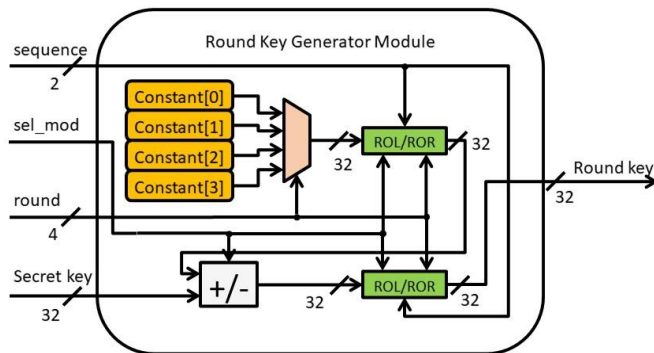 Round Key Generator Module
sequence
2
Constant[0]
Constant[1]
Constant[2]
Constant[3]
sel_mod
32
ROL/ROR
32
Round key
32
round
4
Secret key
32
+/-
32
ROL/ROR
32